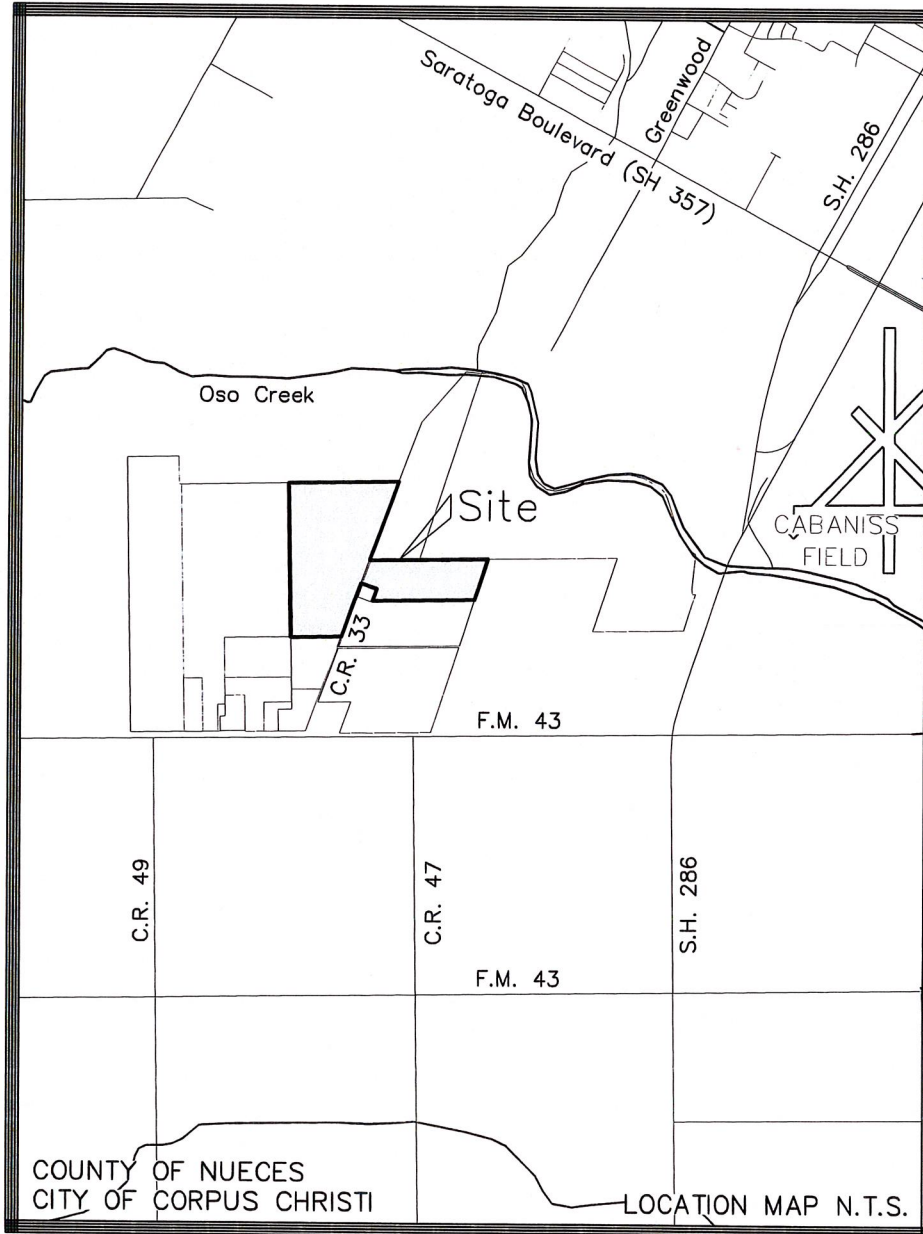 Saratoga Boulevard (SH 357)
Greenwood
S.H. 286
Oso Creek
Site
CABANISS
FIELD
C.R. 33
F.M. 43
C.R. 49
C.R. 47
S.H. 286
F.M. 43
COUNTY OF NUECES
CITY OF CORPUS CHRISTI
LOCATION MAP N.T.S.